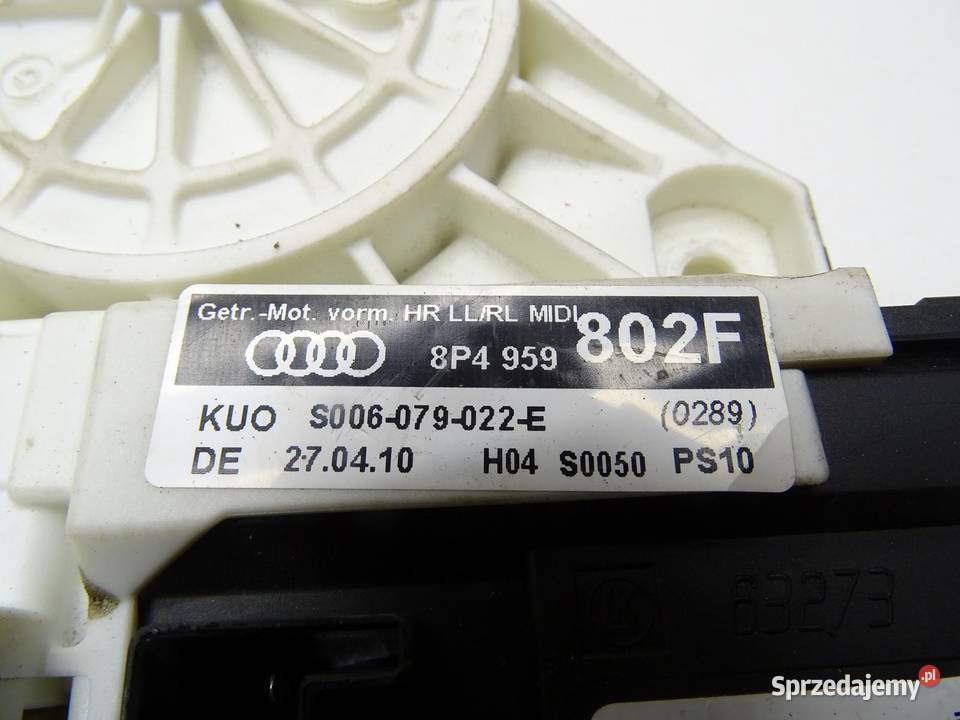 Getr.-Mot. vorm. HR LL/RL MIDI
8P4 959 802F
KUO S006-079-022-E (0289)
DE 27.04.10 H04 S0050 PS10
63273
Sprzedajemy.pl